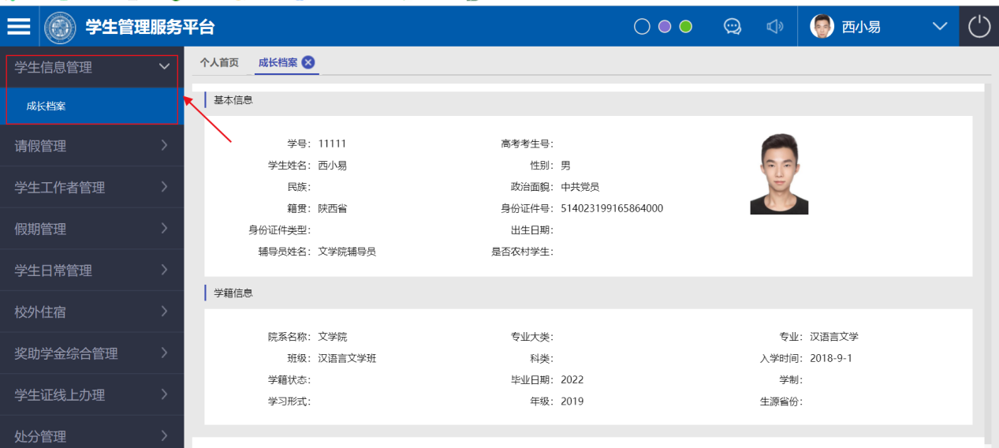 学生管理服务平台
西小易
学生信息管理
成长档案
请假管理
学生工作者管理
假期管理
学生日常管理
校外住宿
奖助学金综合管理
学生证线上办理
处分管理
个人首页 成长档案
基本信息
学号: 11111 高考考生号:
学生姓名: 西小易 性别: 男
民族: 政治面貌: 中共党员
籍贯: 陕西省 身份证件号: 514023199165864000
身份证件类型: 出生日期:
辅导员姓名: 文学院辅导员 是否农村学生:
学籍信息
院系名称: 文学院 专业大类: 专业: 汉语言文学
班级: 汉语言文学班 科类: 入学时间: 2018-9-1
学籍状态: 毕业日期: 2022 学制:
学习形式: 年级: 2019 生源省份: